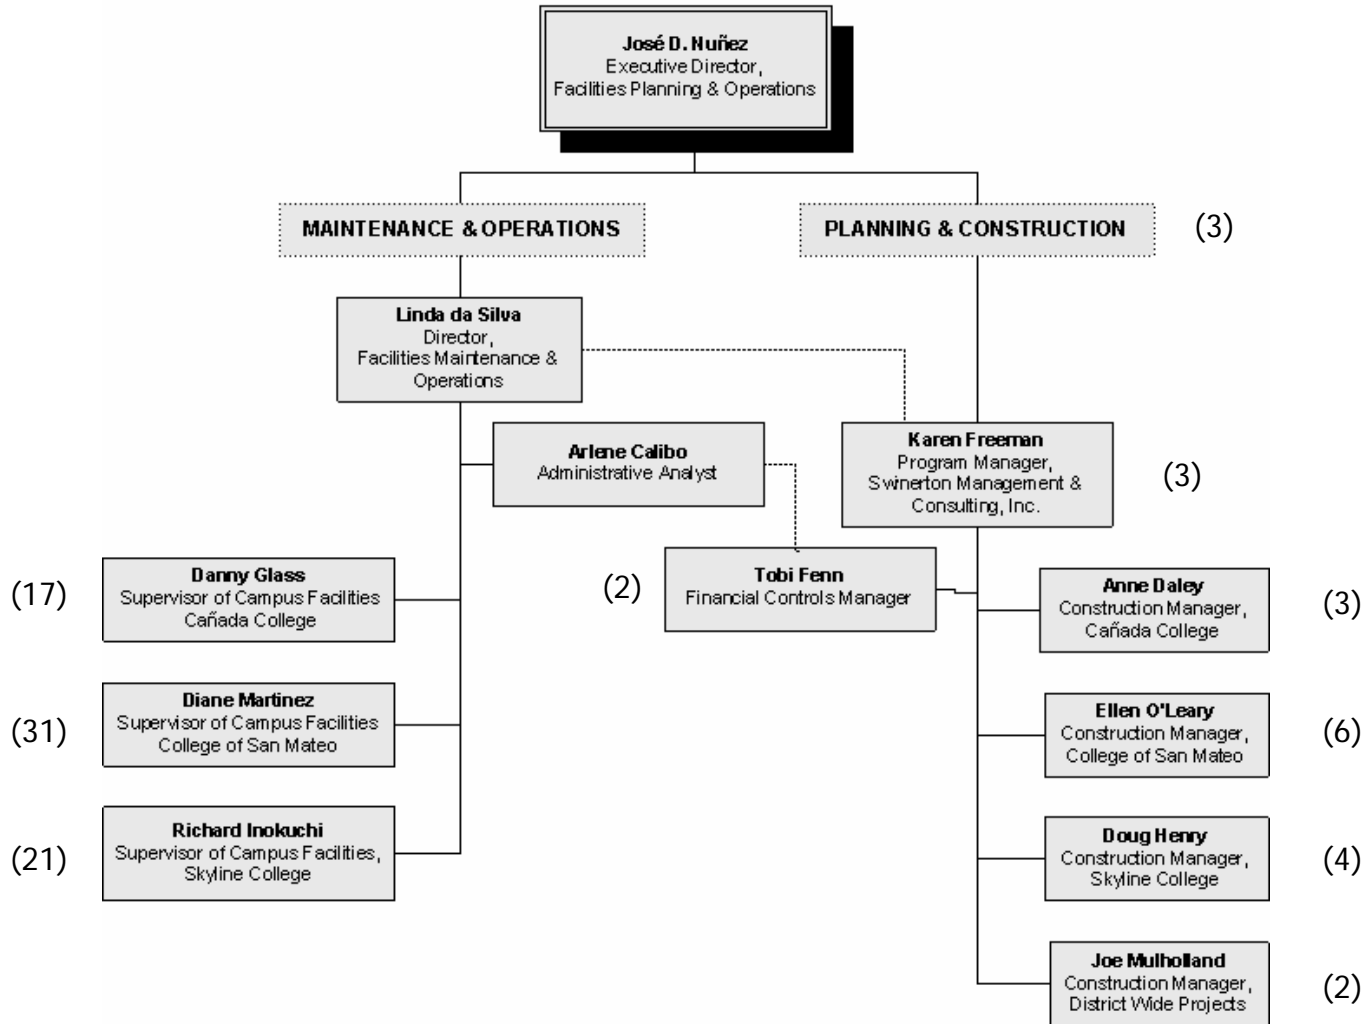 José D. Nuñez
Executive Director,
Facilities Planning & Operations
MAINTENANCE & OPERATIONS
PLANNING & CONSTRUCTION
(3)
Linda da Silva
Director,
Facilities Maintenance &
Operations
Arlene Calibo
Administrative Analyst
Karen Freeman
Program Manager,
Swinerton Management &
Consulting, Inc.
(3)
(17)
Danny Glass
Supervisor of Campus Facilities
Cañada College
(2)
Tobi Fenn
Financial Controls Manager
Anne Daley
Construction Manager,
Cañada College
(3)
(31)
Diane Martinez
Supervisor of Campus Facilities
College of San Mateo
Ellen O'Leary
Construction Manager,
College of San Mateo
(6)
(21)
Richard Inokuchi
Supervisor of Campus Facilities,
Skyline College
Doug Henry
Construction Manager,
Skyline College
(4)
Joe Mulholland
Construction Manager,
District Wide Projects
(2)